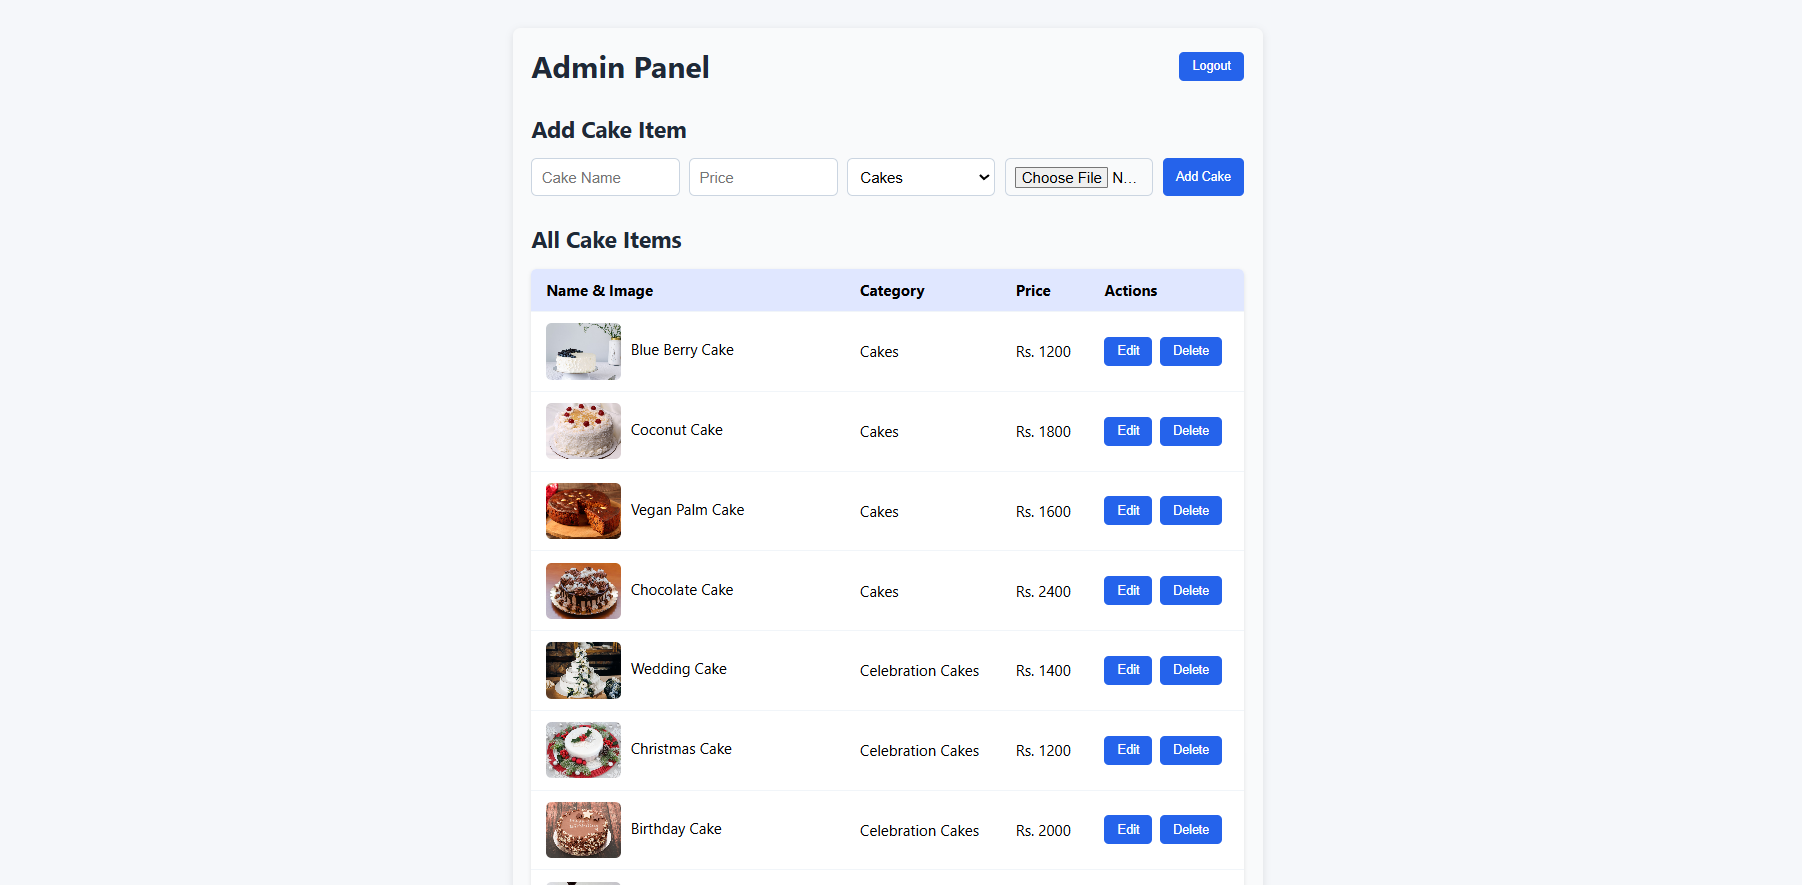 Admin Panel
Logout
Add Cake Item
Cake Name
Price
Cakes
Choose File N...
Add Cake
All Cake Items
Name & Image Category Price Actions
Blue Berry Cake Cakes Rs. 1200 Edit Delete
Coconut Cake Cakes Rs. 1800 Edit Delete
Vegan Palm Cake Cakes Rs. 1600 Edit Delete
Chocolate Cake Cakes Rs. 2400 Edit Delete
Wedding Cake Celebration Cakes Rs. 1400 Edit Delete
Christmas Cake Celebration Cakes Rs. 1200 Edit Delete
Birthday Cake Celebration Cakes Rs. 2000 Edit Delete